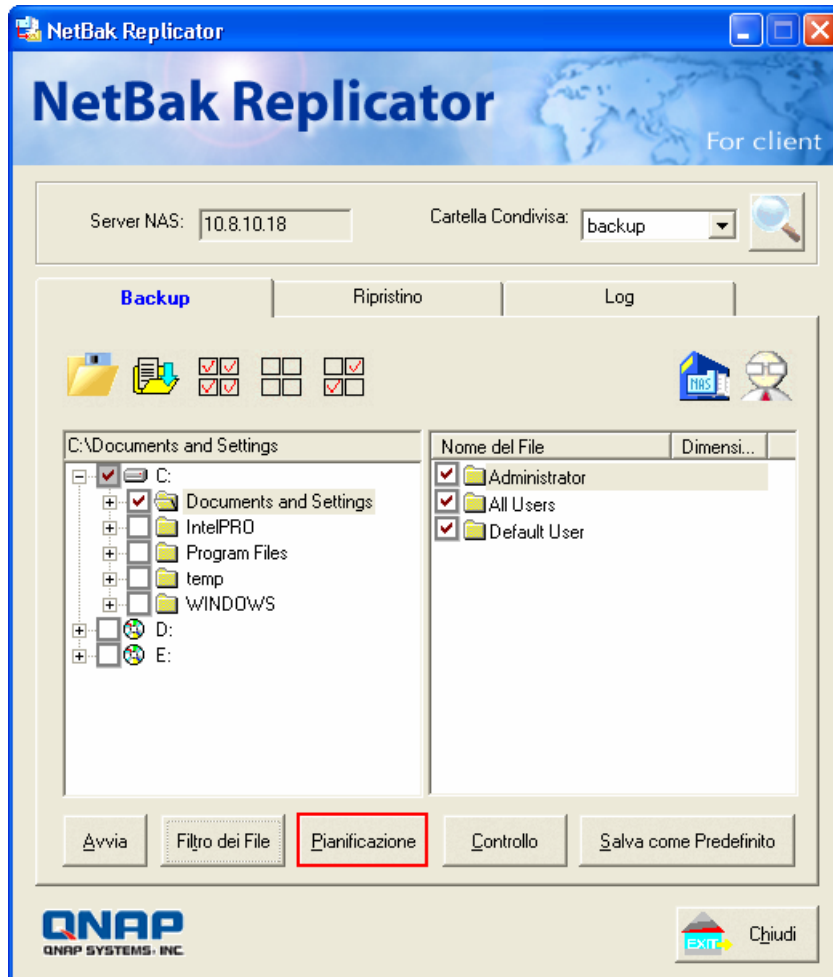 NetBak Replicator
NetBak Replicator
For client
Server NAS: 10.8.10.18 Cartella Condivisa: backup
Backup Ripristino Log
NAS
C:\Documents and Settings
C:
Documents and Settings
IntelPRO
Program Files
temp
WINDOWS
D:
E:
Nome del File Dimensi...
Administrator
All Users
Default User
Avvia Filtro dei File Pianificazione Controllo Salva come Predefinito
QNAP
QNAP SYSTEMS, INC.
EXIT Chiudi